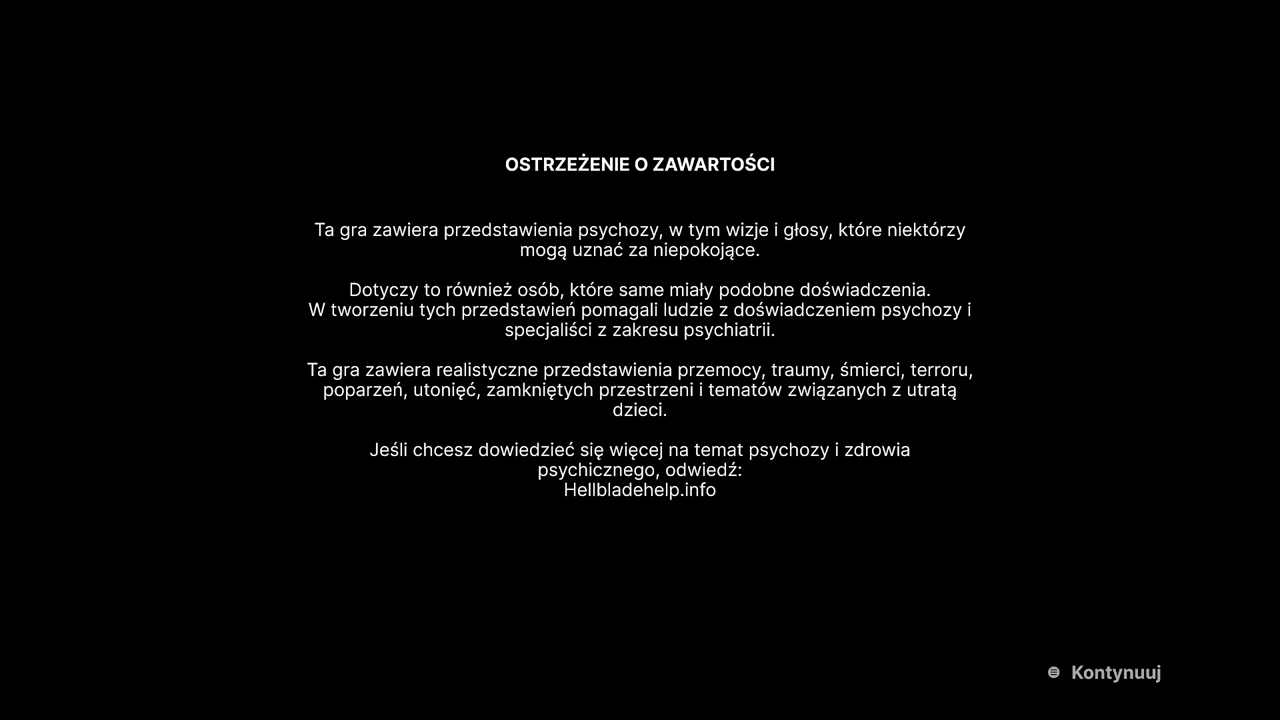 OSTRZEŻENIE O ZAWARTOŚCI
Ta gra zawiera przedstawienia psychozy, w tym wizje i głosy, które niektórzy
mogą uznać za niepokojące.
Dotyczy to również osób, które same miały podobne doświadczenia.
W tworzeniu tych przedstawień pomagali ludzie z doświadczeniem psychozy i
specjaliści z zakresu psychiatrii.
Ta gra zawiera realistyczne przedstawienia przemocy, traumy, śmierci, terroru,
poparzeń, utonięć, zamkniętych przestrzeni i tematów związanych z utratą
dzieci.
Jeśli chcesz dowiedzieć się więcej na temat psychozy i zdrowia
psychicznego, odwiedź:
Hellbladehelp.info
Kontynuuj